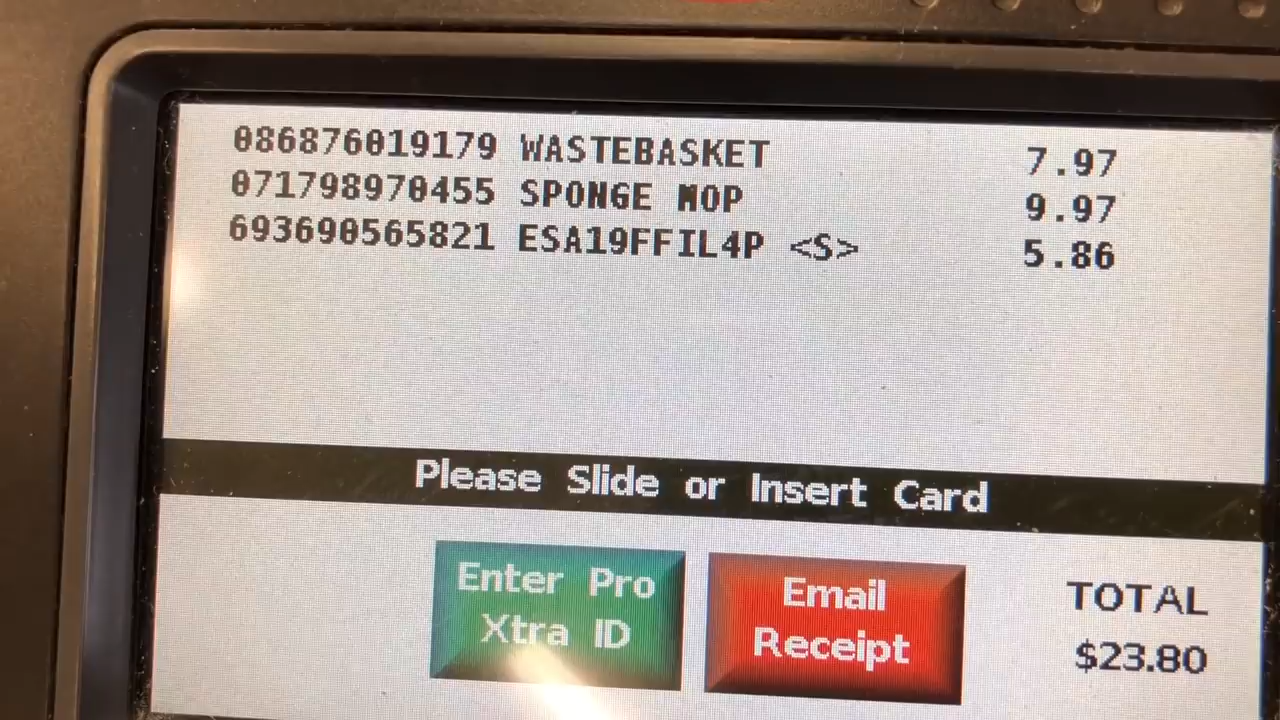 086876019179 WASTEBASKET 7.97
071798970455 SPONGE MOP 9.97
693690565821 ESA19FFIL4P <S> 5.86
Please Slide or Insert Card
Enter Pro
Xtra ID
Email
Receipt
TOTAL
$23.80